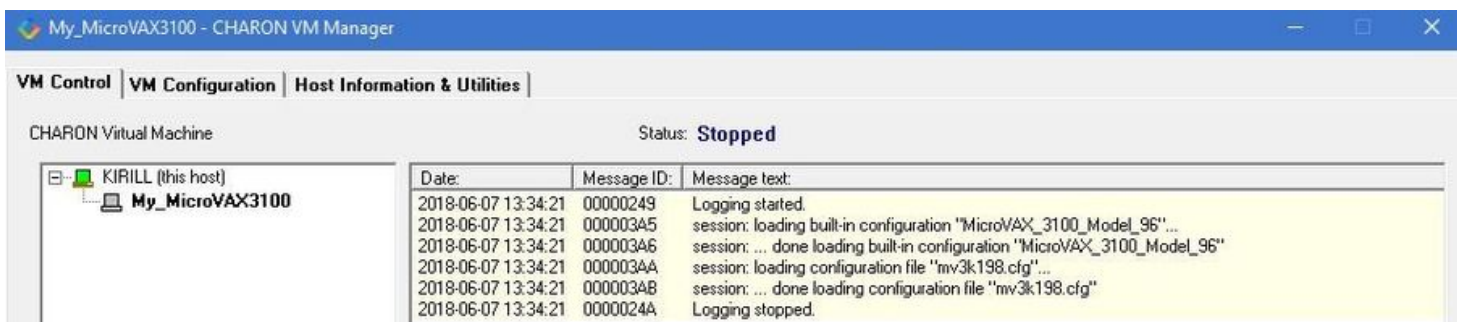 My_MicroVAX3100 - CHARON VM Manager
VM Control VM Configuration Host Information & Utilities
CHARON Virtual Machine Status: Stopped
KIRILL (this host)
My_MicroVAX3100
Date: Message ID: Message text:
2018-06-07 13:34:21 00000249 Logging started.
2018-06-07 13:34:21 000003A5 session: loading built-in configuration "MicroVAX_3100_Model_96"...
2018-06-07 13:34:21 000003A6 session: ... done loading built-in configuration "MicroVAX_3100_Model_96"
2018-06-07 13:34:21 000003AA session: loading configuration file "mv3k198.cfg"...
2018-06-07 13:34:21 000003AB session: ... done loading configuration file "mv3k198.cfg"
2018-06-07 13:34:21 0000024A Logging stopped.